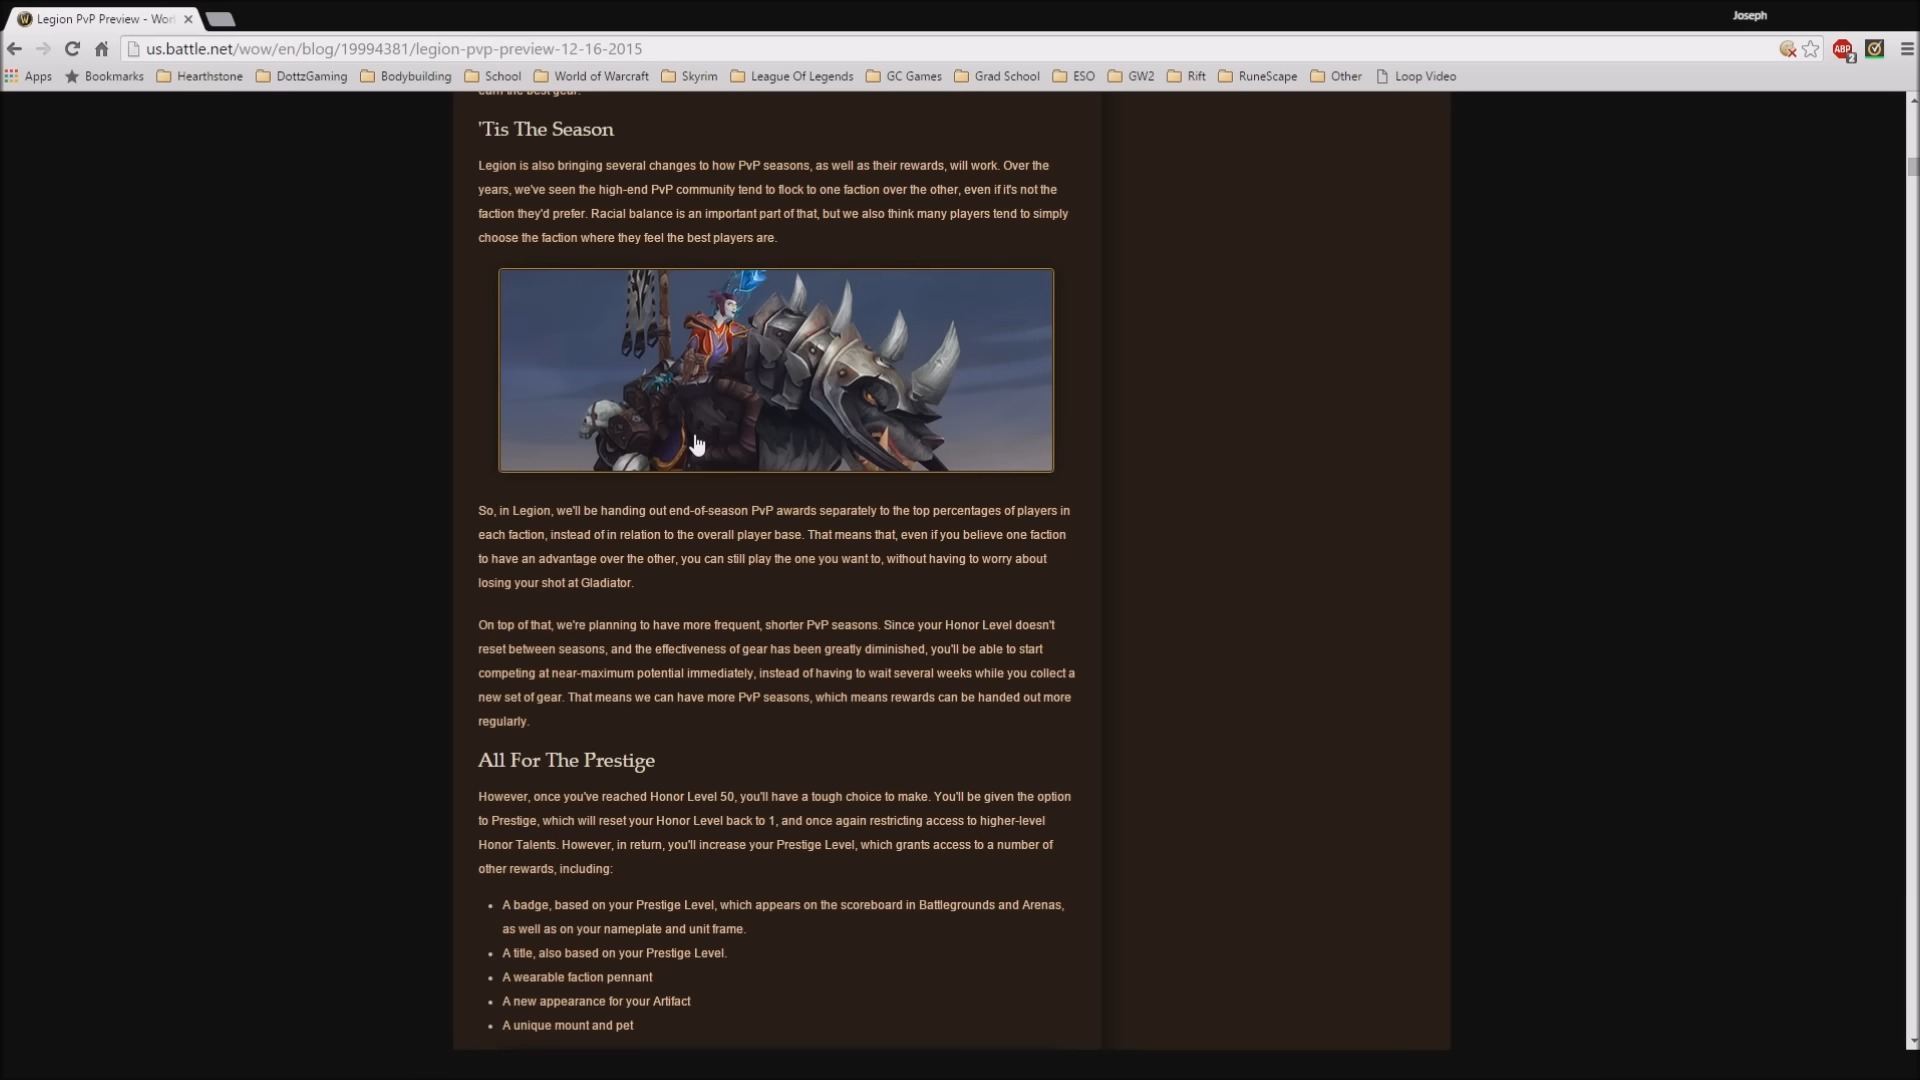 Legion PvP Preview - Wor
Joseph
us.battle.net/wow/en/blog/19994381/legion-pvp-preview-12-16-2015
ABP
2
Apps Bookmarks Hearthstone DottzGaming Bodybuilding School World of Warcraft Skyrim League Of Legends GC Games Grad School ESO GW2 Rift RuneScape Other Loop Video
earn the best gear.
'Tis The Season
Legion is also bringing several changes to how PvP seasons, as well as their rewards, will work. Over the
years, we've seen the high-end PvP community tend to flock to one faction over the other, even if it's not the
faction they'd prefer. Racial balance is an important part of that, but we also think many players tend to simply
choose the faction where they feel the best players are.
So, in Legion, we'll be handing out end-of-season PvP awards separately to the top percentages of players in
each faction, instead of in relation to the overall player base. That means that, even if you believe one faction
to have an advantage over the other, you can still play the one you want to, without having to worry about
losing your shot at Gladiator.
On top of that, we're planning to have more frequent, shorter PvP seasons. Since your Honor Level doesn't
reset between seasons, and the effectiveness of gear has been greatly diminished, you'll be able to start
competing at near-maximum potential immediately, instead of having to wait several weeks while you collect a
new set of gear. That means we can have more PvP seasons, which means rewards can be handed out more
regularly.
All For The Prestige
However, once you've reached Honor Level 50, you'll have a tough choice to make. You'll be given the option
to Prestige, which will reset your Honor Level back to 1, and once again restricting access to higher-level
Honor Talents. However, in return, you'll increase your Prestige Level, which grants access to a number of
other rewards, including:
• A badge, based on your Prestige Level, which appears on the scoreboard in Battlegrounds and Arenas,
as well as on your nameplate and unit frame.
• A title, also based on your Prestige Level.
• A wearable faction pennant
• A new appearance for your Artifact
• A unique mount and pet